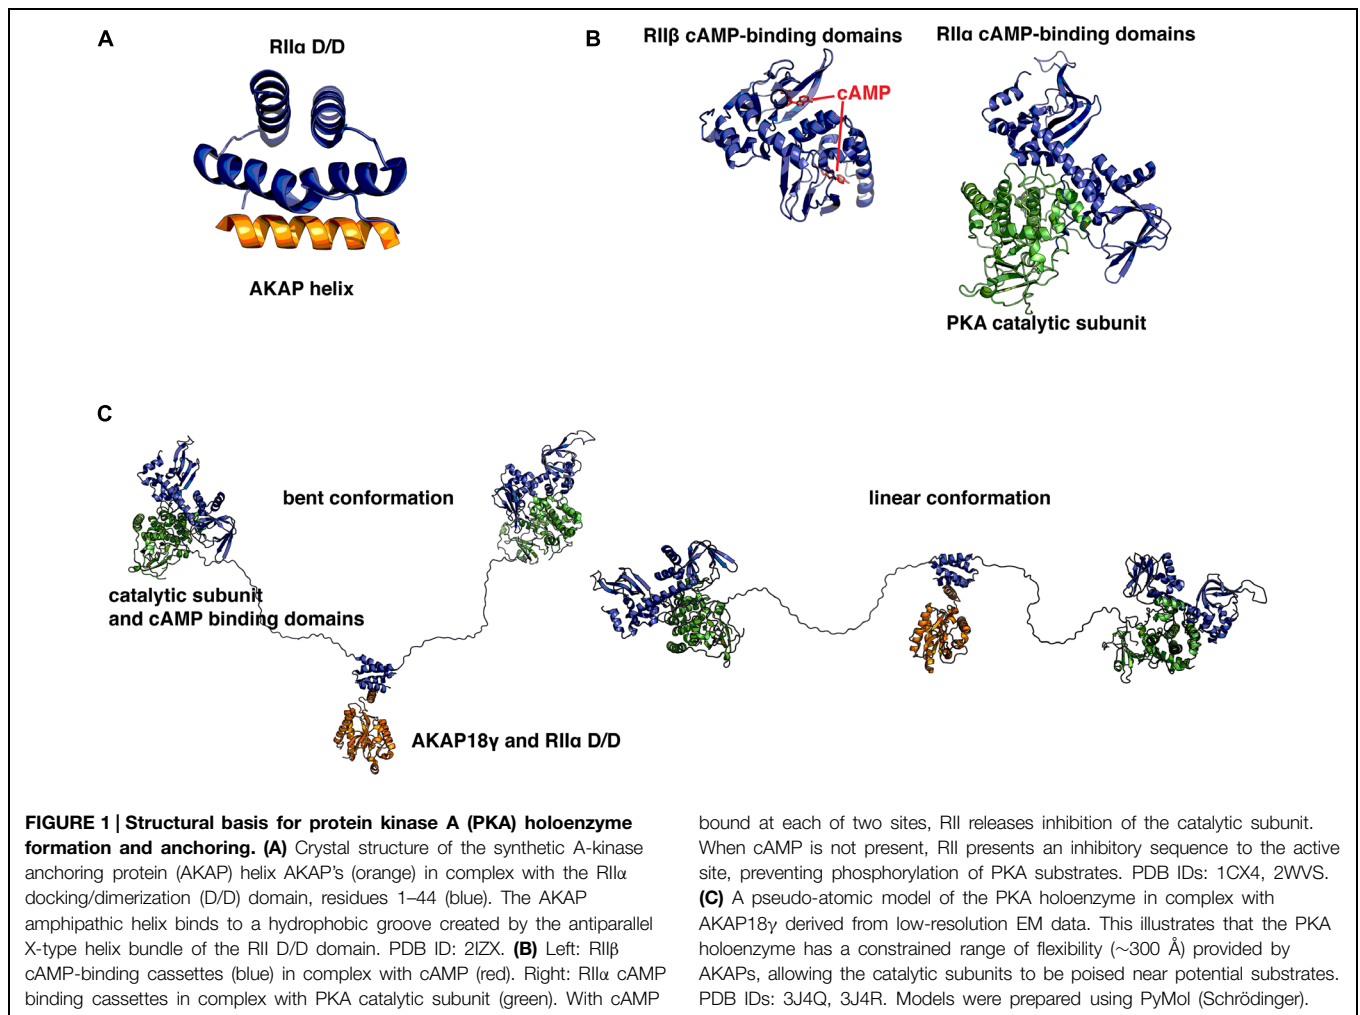 A
RIIα D/D
AKAP helix
B
RIIβ cAMP-binding domains
cAMP
RIIα cAMP-binding domains
PKA catalytic subunit
C
bent conformation
catalytic subunit
and cAMP binding domains
AKAP18γ and RIIα D/D
linear conformation
FIGURE 1 | Structural basis for protein kinase A (PKA) holoenzyme
formation and anchoring. (A) Crystal structure of the synthetic A-kinase
anchoring protein (AKAP) helix AKAP's (orange) in complex with the RIIα
docking/dimerization (D/D) domain, residues 1–44 (blue). The AKAP
amphipathic helix binds to a hydrophobic groove created by the antiparallel
X-type helix bundle of the RII D/D domain. PDB ID: 2IZX. (B) Left: RIIβ
cAMP-binding cassettes (blue) in complex with cAMP (red). Right: RIIα cAMP
binding cassettes in complex with PKA catalytic subunit (green). With cAMP
bound at each of two sites, RII releases inhibition of the catalytic subunit.
When cAMP is not present, RII presents an inhibitory sequence to the active
site, preventing phosphorylation of PKA substrates. PDB IDs: 1CX4, 2WVS.
(C) A pseudo-atomic model of the PKA holoenzyme in complex with
AKAP18γ derived from low-resolution EM data. This illustrates that the PKA
holoenzyme has a constrained range of flexibility (∼300 Å) provided by
AKAPs, allowing the catalytic subunits to be poised near potential substrates.
PDB IDs: 3J4Q, 3J4R. Models were prepared using PyMol (Schrödinger).